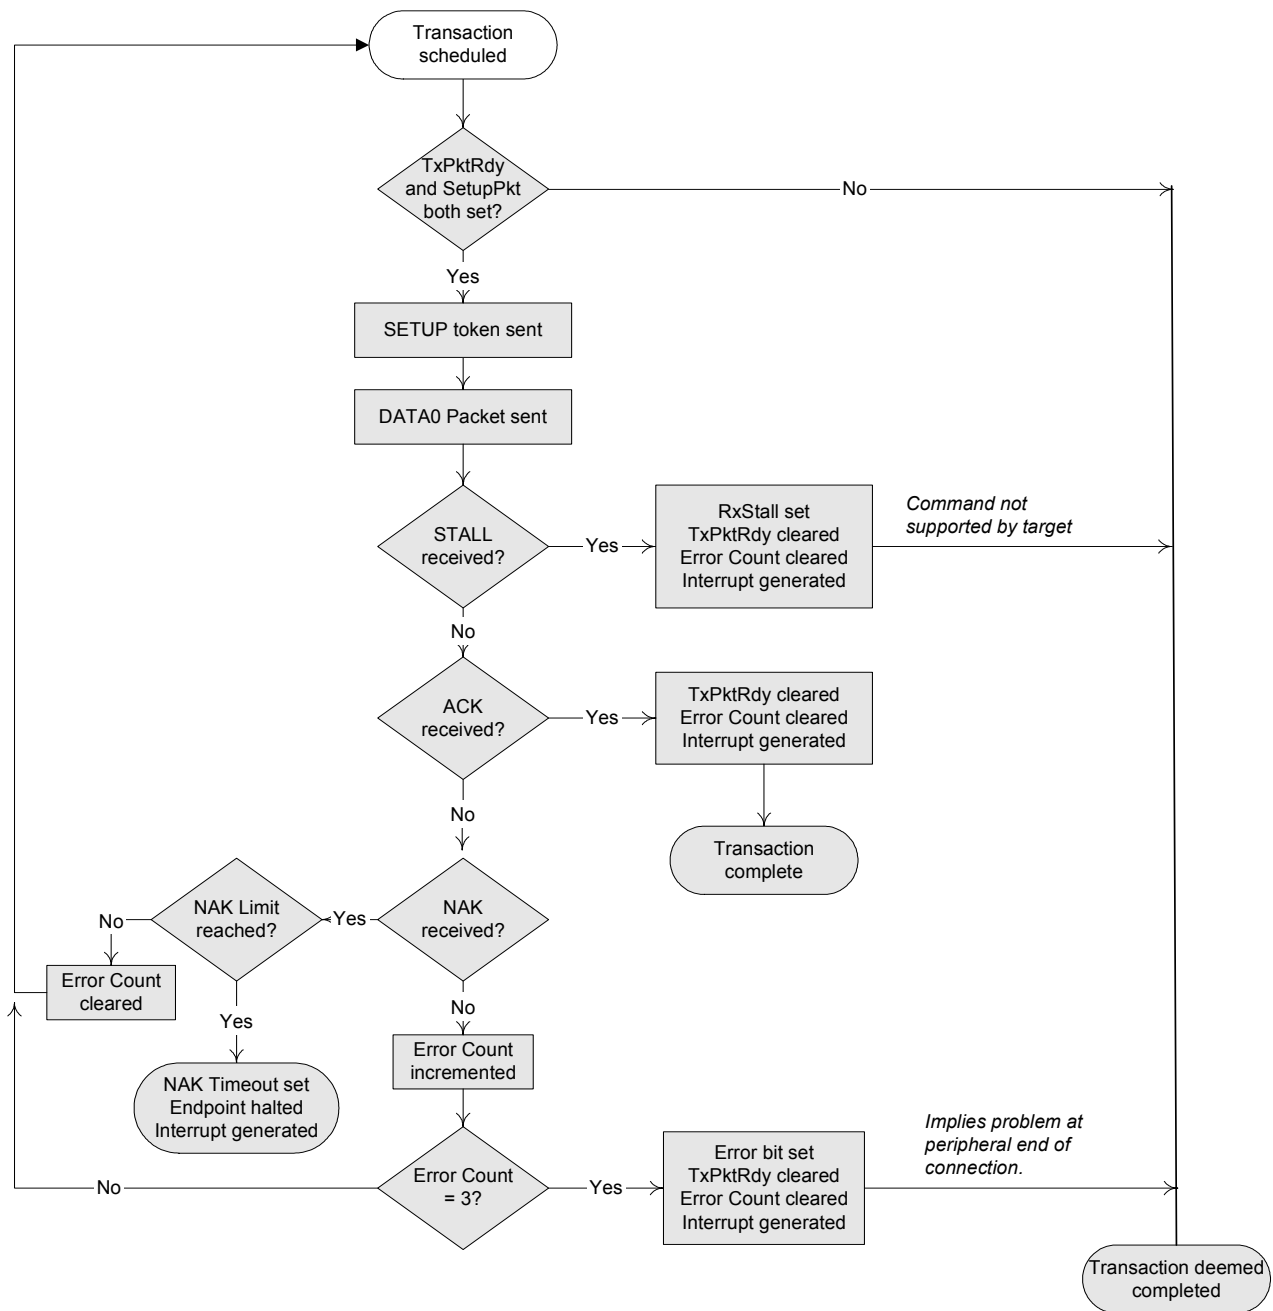 Transaction
scheduled
TxPktRdy
and SetupPkt
both set?
No
Yes
SETUP token sent
DATA0 Packet sent
STALL
received?
Yes
RxStall set
TxPktRdy cleared
Error Count cleared
Interrupt generated
Command not
supported by target
No
ACK
received?
Yes
TxPktRdy cleared
Error Count cleared
Interrupt generated
No
Transaction
complete
NAK
received?
Yes
NAK Limit
reached?
No
Error Count
cleared
Yes
NAK Timeout set
Endpoint halted
Interrupt generated
No
Error Count
incremented
Error Count
= 3?
No
Yes
Error bit set
TxPktRdy cleared
Error Count cleared
Interrupt generated
Implies problem at
peripheral end of
connection.
Transaction deemed
completed